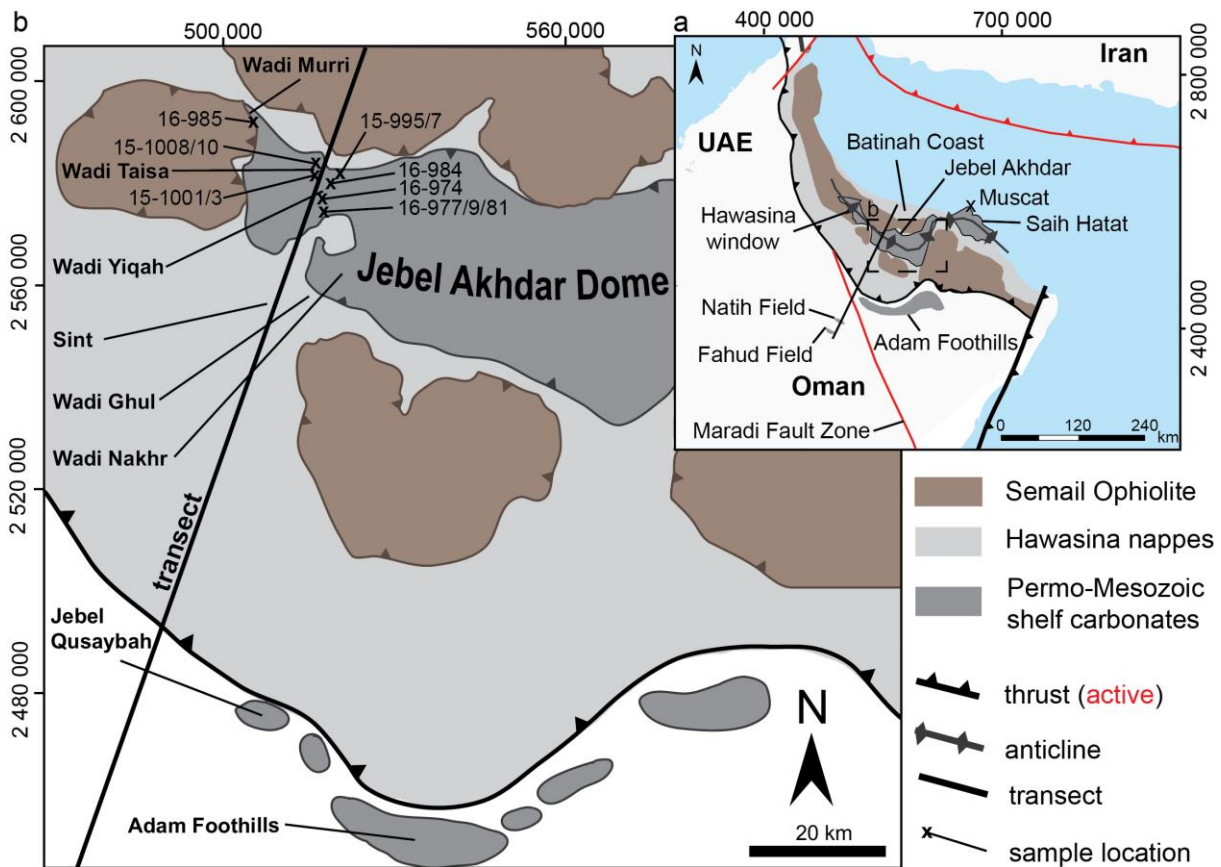 b
500 000
560 000
2 600 000
2 560 000
2 520 000
2 480 000
Wadi Murri
16-985
15-1008/10
Wadi Taisa
15-1001/3
15-995/7
16-984
16-974
16-977/9/81
Wadi Yiqah
Jebel Akhdar Dome
Sint
Wadi Ghul
Wadi Nakhr
transect
Jebel
Qusaybah
Adam Foothills
N
20 km
a
400 000
700 000
2 800 000
2 400 000
N
Iran
UAE
Batinah Coast
Jebel Akhdar
Muscat
Saih Hatat
Hawasina
window
b
Natih Field
Fahud Field
Adam Foothills
Oman
Maradi Fault Zone
0 120 240
km
Semail Ophiolite
Hawasina nappes
Permo-Mesozoic
shelf carbonates
thrust (active)
anticline
transect
sample location